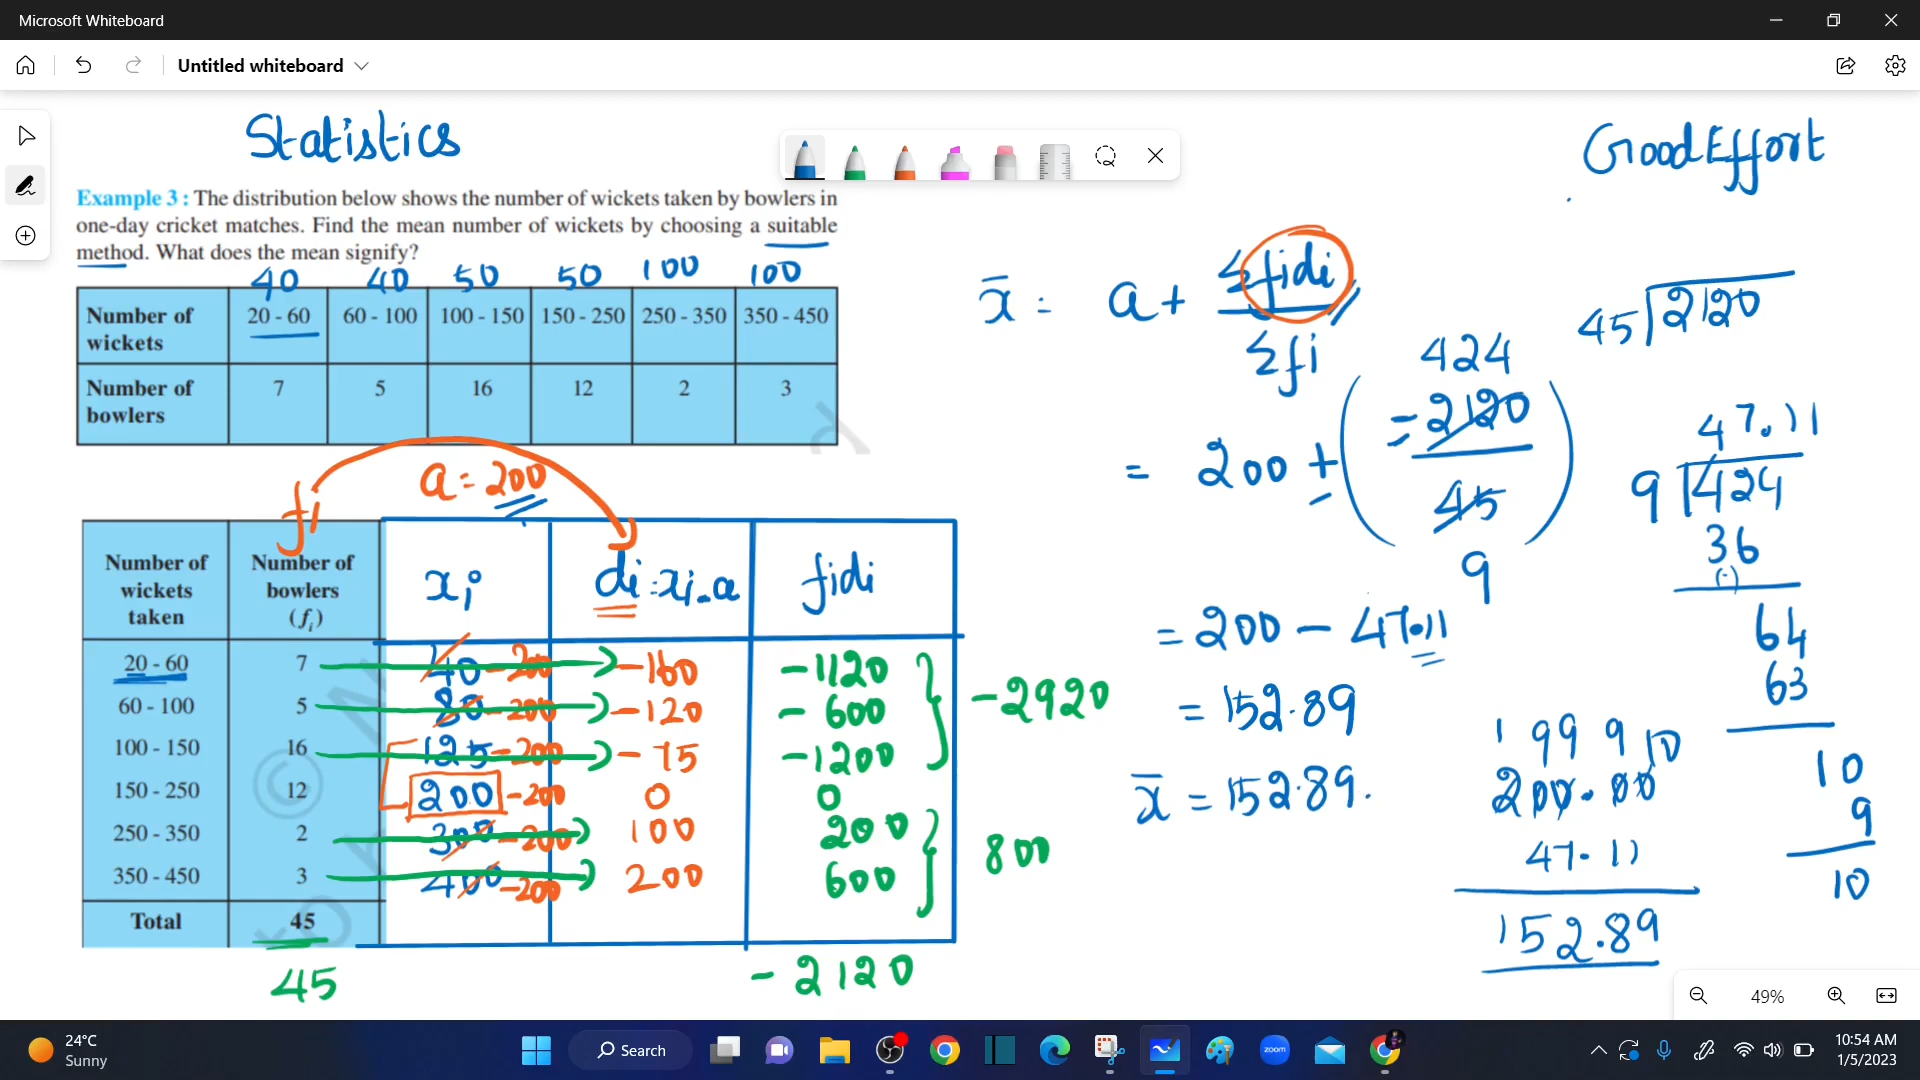 Microsoft Whiteboard
Untitled whiteboard
Statistics
GoodEffort
Example 3 : The distribution below shows the number of wickets taken by bowlers in
one-day cricket matches. Find the mean number of wickets by choosing a suitable
method. What does the mean signify?
40 40 50 50 100 100
Number of wickets 20 - 60 60 - 100 100 - 150 150 - 250 250 - 350 350 - 450
Number of bowlers 7 5 16 12 2 3
a = 200
fi
Number of wickets taken Number of bowlers (fi) xi di = xi - a fidi
20 - 60 7 40 - 200 - 160 - 1120
60 - 100 5 80 - 200 - 120 - 600
100 - 150 16 125 - 200 - 75 - 1200
- 2920
150 - 250 12 200 - 200 0 0
250 - 350 2 300 - 200 100 200
350 - 450 3 400 - 200 200 600
800
Total 45
45 - 2120
x̄ = a + Σfidi
Σfi
424
= 200 + ( - 2120
45 )
9
= 200 - 47.11
= 152.89
x̄ = 152.89.
45 2120
47.11
9 424
36
(-)
64
63
10
9
10
1 99 9 10
200.00
47.11
152.89
49%
24°C
Sunny
Search
zoom
10:54 AM
1/5/2023